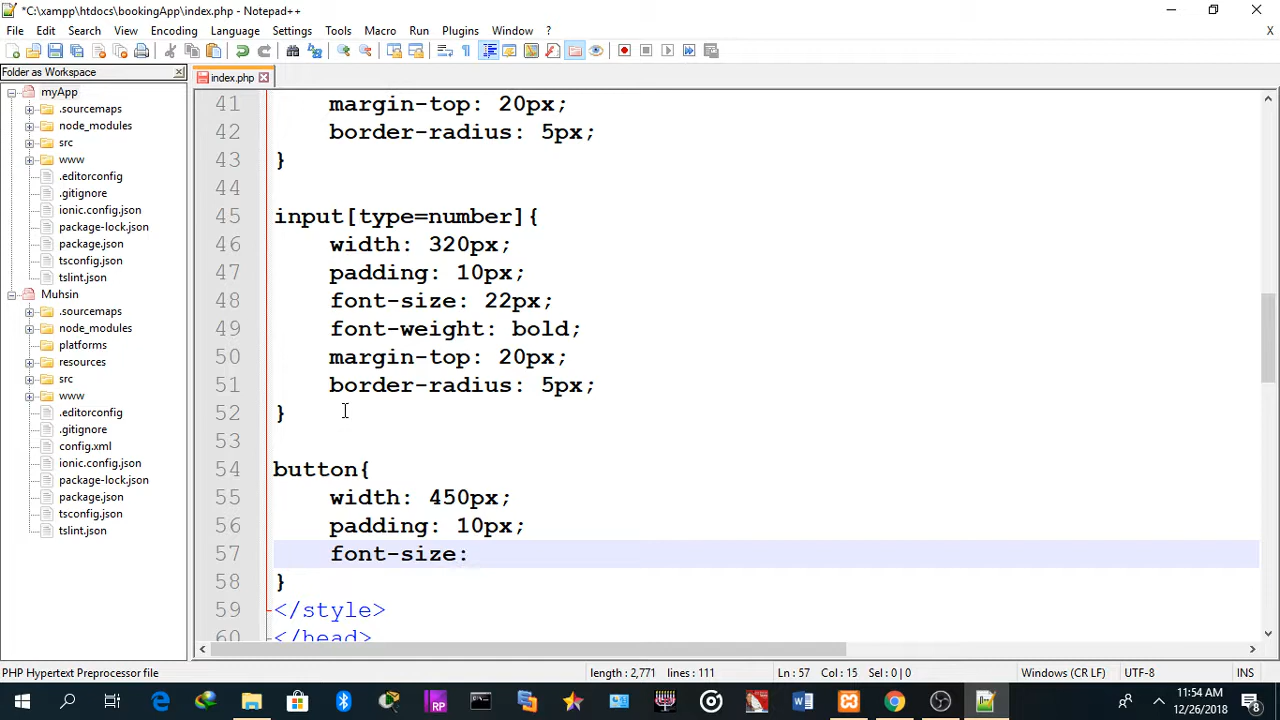 *C:\xampp\htdocs\bookingApp\index.php - Notepad++
File Edit Search View Encoding Language Settings Tools Macro Run Plugins Window ? X
Folder as Workspace
index.php
myApp
.sourcemaps
node_modules
src
www
.editorconfig
.gitignore
ionic.config.json
package-lock.json
package.json
tsconfig.json
tslint.json
Muhsin
.sourcemaps
node_modules
platforms
resources
src
www
.editorconfig
.gitignore
config.xml
ionic.config.json
package-lock.json
package.json
tsconfig.json
tslint.json
41 margin-top: 20px;
42 border-radius: 5px;
43 }
44
45 input[type=number]{
46 width: 320px;
47 padding: 10px;
48 font-size: 22px;
49 font-weight: bold;
50 margin-top: 20px;
51 border-radius: 5px;
52 }
53
54 button{
55 width: 450px;
56 padding: 10px;
57 font-size:
58 }
59 </style>
60 </head>
PHP Hypertext Preprocessor file length : 2,771 lines : 111 Ln : 57 Col : 15 Sel : 0 | 0 Windows (CR LF) UTF-8 INS
RP
11:54 AM
12/26/2018
8